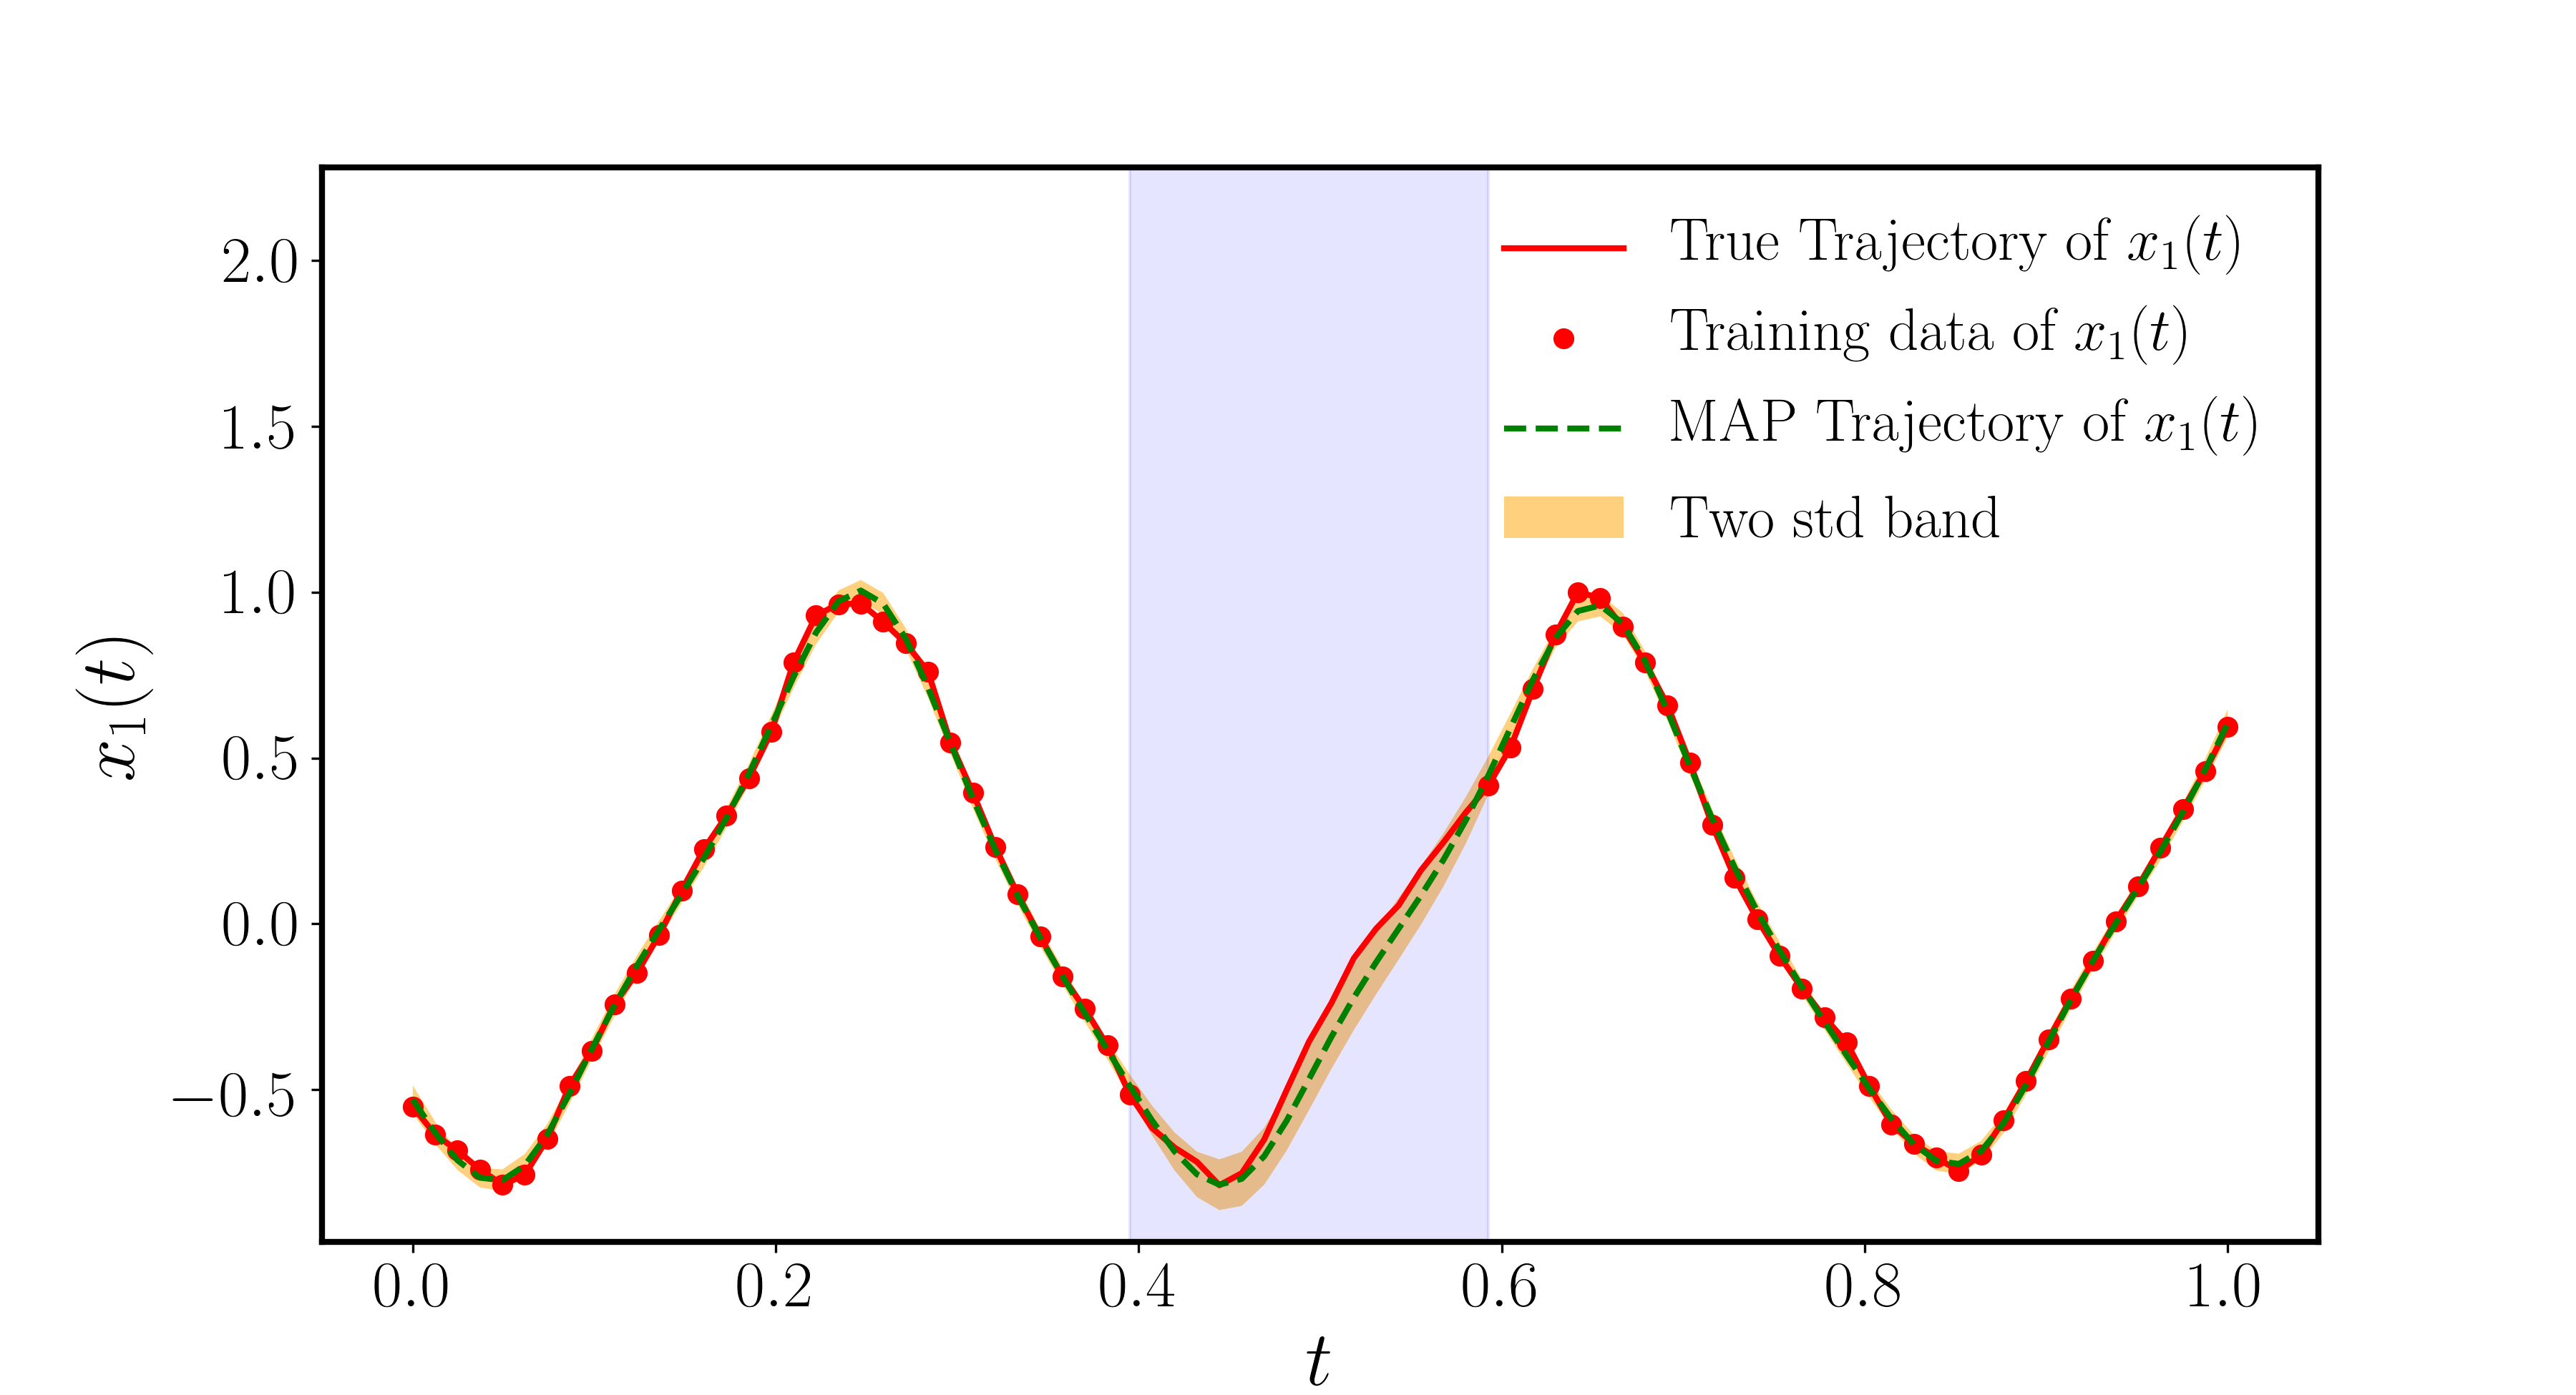 True Trajectory of x₁(t)
Training data of x₁(t)
MAP Trajectory of x₁(t)
Two std band
x₁(t)
2.0
1.5
1.0
0.5
0.0
−0.5
0.0 0.2 0.4 0.6 0.8 1.0
t